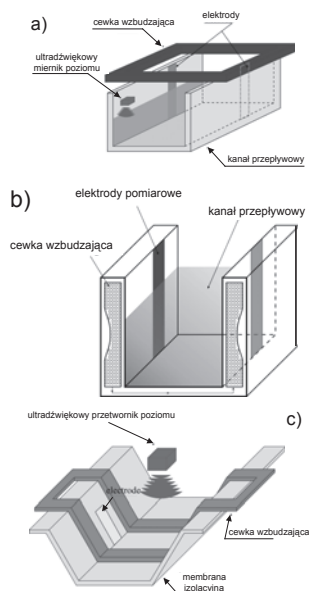 a)
cewka wzbudzająca
elektrody
ultradźwiękowy
miernik poziomu
kanał przepływowy
b)
elektrody pomiarowe
kanał przepływowy
cewka wzbudzająca
ultradźwiękowy przetwornik poziomu
c)
electrode
cewka wzbudzająca
membrana
izolacyjna